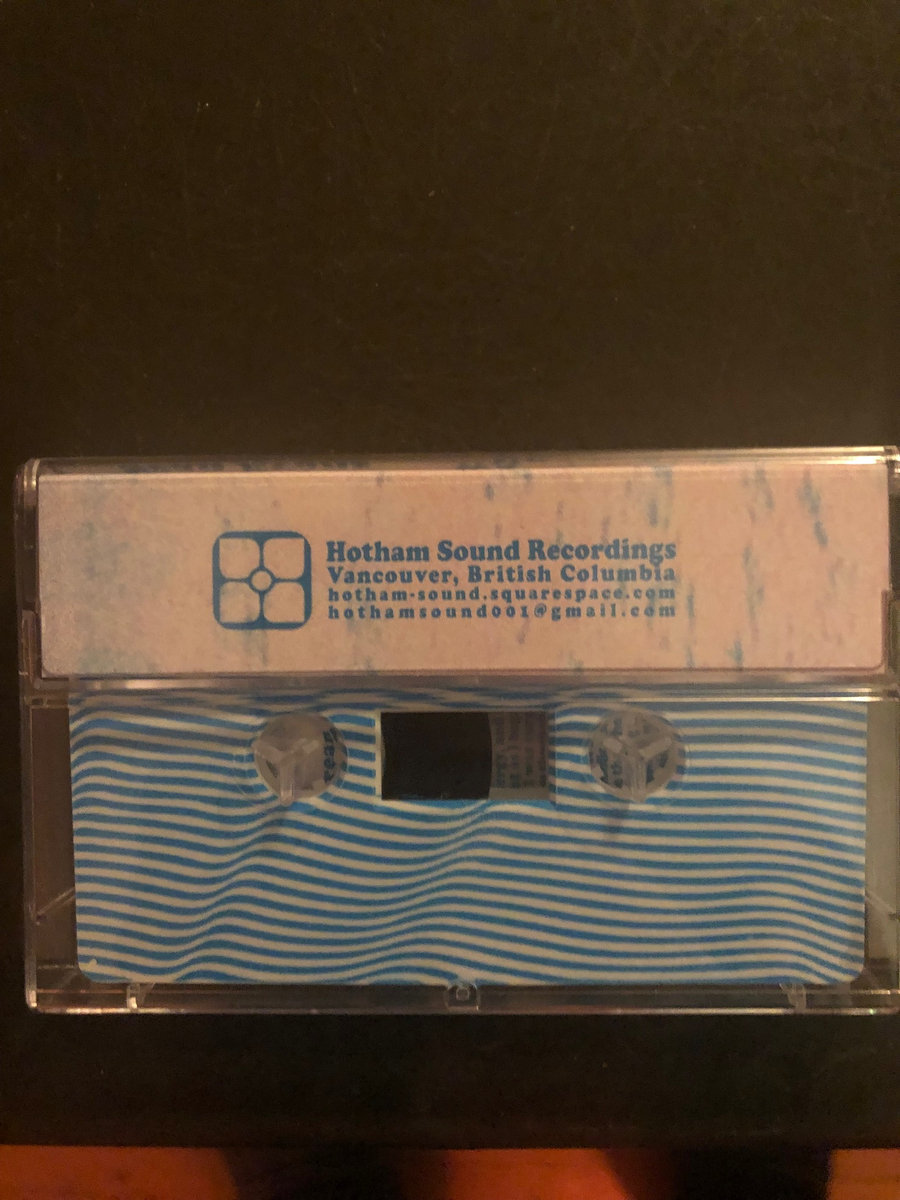 Hotham Sound Recordings
Vancouver, British Columbia
hotham-sound.squarespace.com
hothamsound001@gmail.com